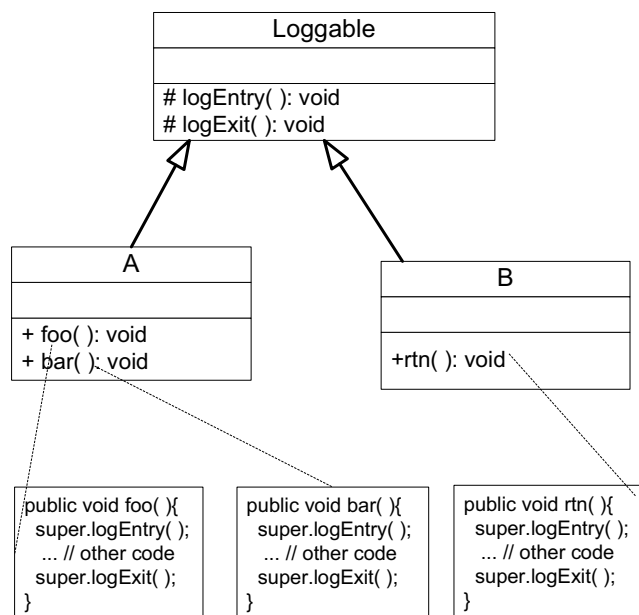 Loggable
# logEntry( ): void
# logExit( ): void
A
+ foo( ): void
+ bar( ): void
B
+rtn( ): void
public void foo( ){
super.logEntry( );
... // other code
super.logExit( );
}
public void bar( ){
super.logEntry( );
... // other code
super.logExit( );
}
public void rtn( ){
super.logEntry( );
... // other code
super.logExit( );
}